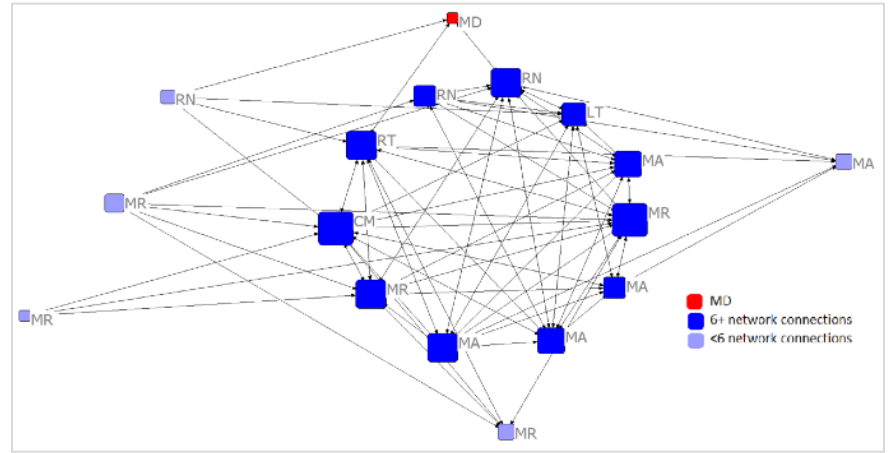 MD
RN
RN
RN
LT
RT
MA
MA
MR
MR
CM
MR
MA
MR
MA
MA
MR
MD
6+ network connections
<6 network connections